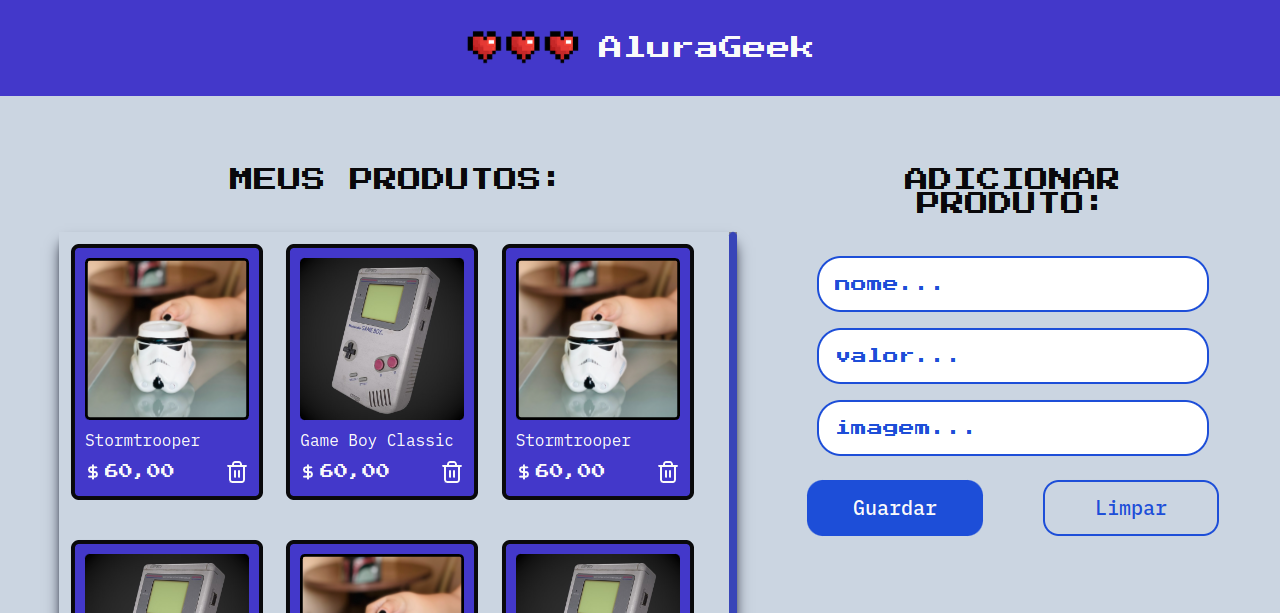 AluraGeek
MEUS PRODUTOS:
Stormtrooper
$ 60,00
Game Boy Classic
$ 60,00
Stormtrooper
$ 60,00
ADICIONAR
PRODUTO:
nome...
valor...
imagem...
Guardar
Limpar